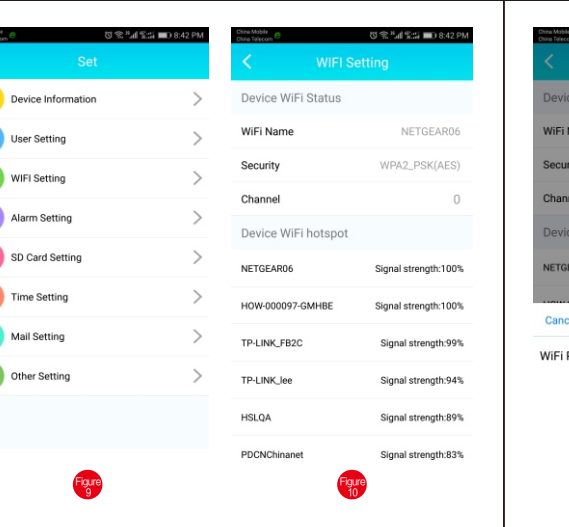 8:42 PM
Set
Device Information
User Setting
WIFI Setting
Alarm Setting
SD Card Setting
Time Setting
Mail Setting
Other Setting
Figure
9
China Mobile
China Telecom
8:42 PM
WIFI Setting
Device WiFi Status
WiFi Name NETGEAR06
Security WPA2_PSK(AES)
Channel 0
Device WiFi hotspot
NETGEAR06 Signal strength:100%
HOW-000097-GMHBE Signal strength:100%
TP-LINK_FB2C Signal strength:99%
TP-LINK_lee Signal strength:94%
HSLQA Signal strength:89%
PDCNChinanet Signal strength:83%
Figure
10
China Mobile
Devic
WiFi
Secur
Chan
Devic
NETG
Canc
WiFi